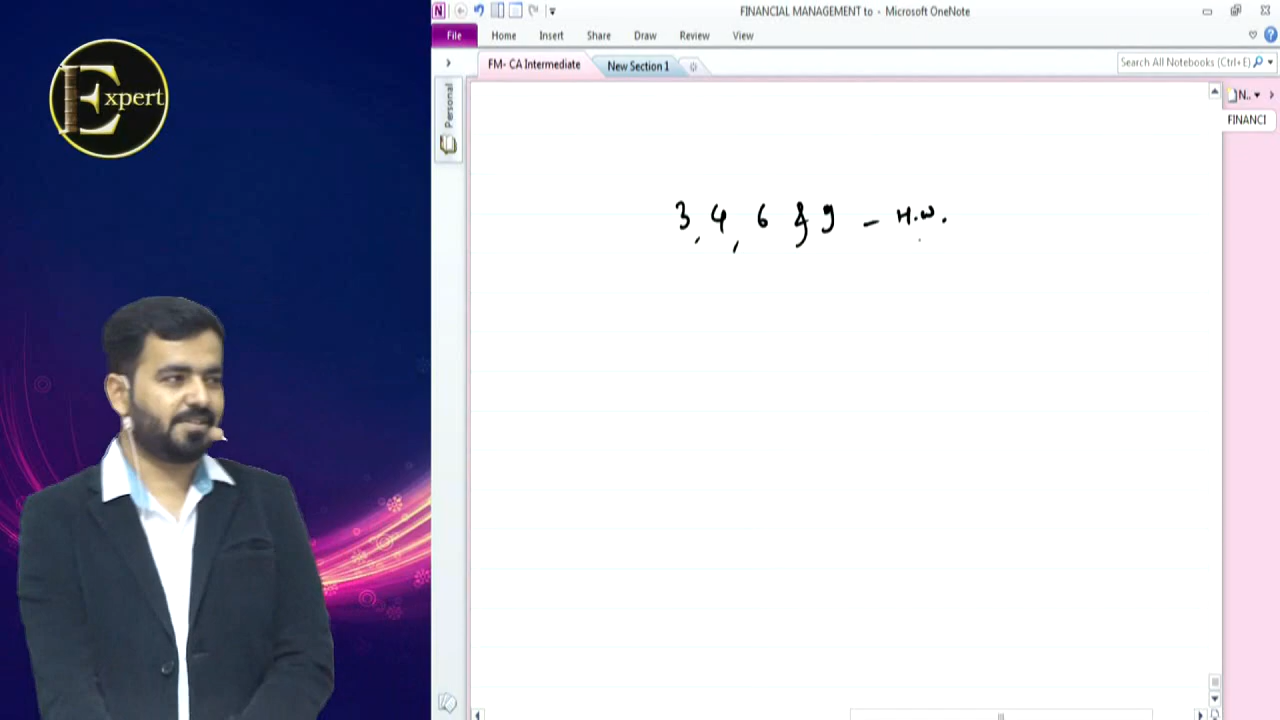 Expert
FINANCIAL MANAGEMENT to - Microsoft OneNote
File Home Insert Share Draw Review View
FM- CA Intermediate New Section 1
Search All Notebooks (Ctrl+E)
Personal
N..
FINANCI
3, 4, 6 & 9 – H.W.